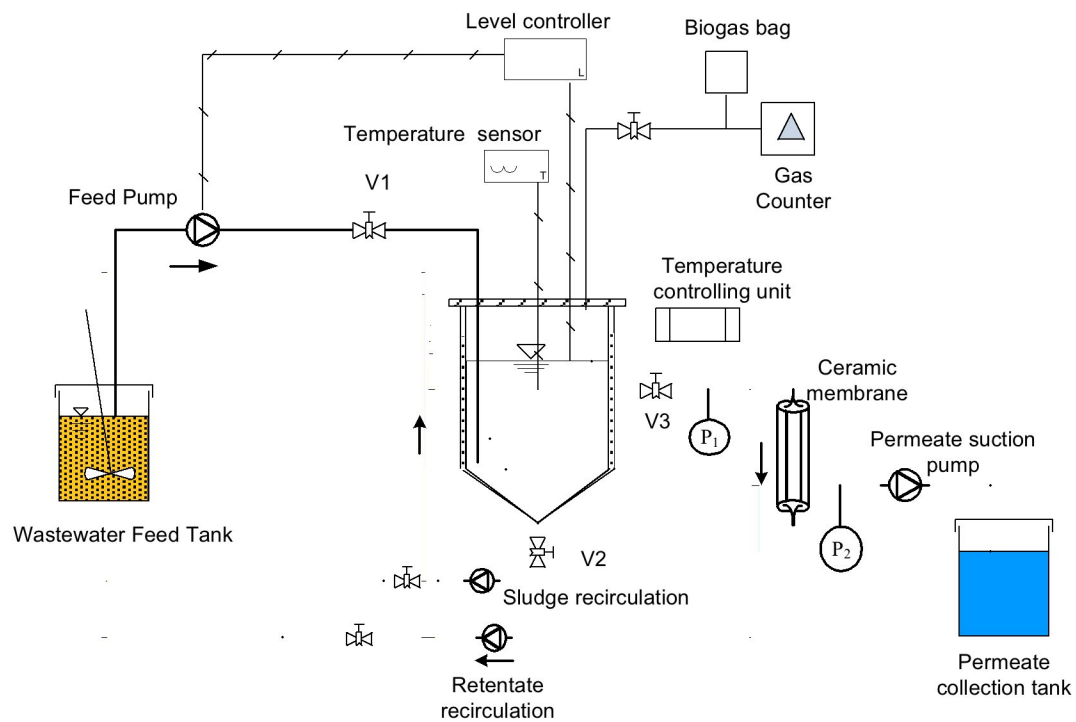 Level controller
L
Biogas bag
Temperature sensor
T
Gas
Counter
V1
Feed Pump
Temperature
controlling unit
Ceramic
membrane
V3
P1
Permeate suction
pump
Wastewater Feed Tank
P2
V2
Sludge recirculation
Retentate
recirculation
Permeate
collection tank